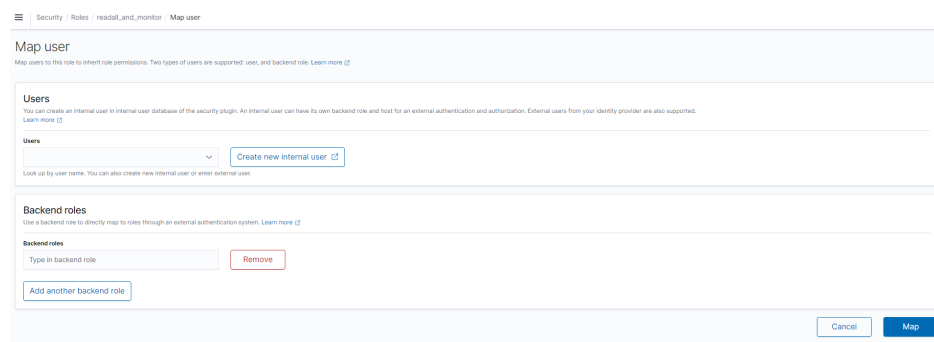 Security / Roles / readall_and_monitor / Map user
Map user
Map users to this role to inherit role permissions. Two types of users are supported: user, and backend role. Learn more
Users
You can create an internal user in internal user database of the security plugin. An internal user can have its own backend role and host for an external authentication and authorization. External users from your identity provider are also supported.
Learn more
Users
Create new internal user
Look up by user name. You can also create new internal user or enter external user.
Backend roles
Use a backend role to directly map to roles through an external authentication system. Learn more
Backend roles
Type in backend role
Remove
Add another backend role
Cancel
Map